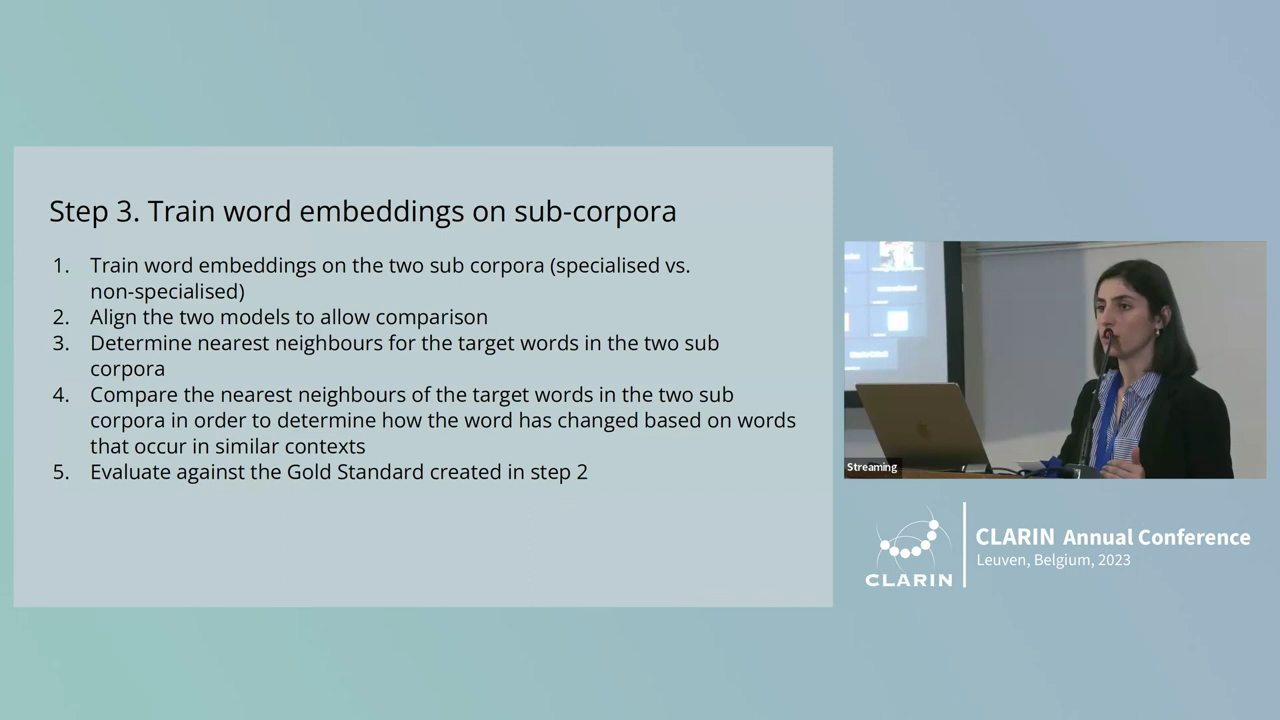 Step 3. Train word embeddings on sub-corpora
1. Train word embeddings on the two sub corpora (specialised vs.
non-specialised)
2. Align the two models to allow comparison
3. Determine nearest neighbours for the target words in the two sub
corpora
4. Compare the nearest neighbours of the target words in the two sub
corpora in order to determine how the word has changed based on words
that occur in similar contexts
5. Evaluate against the Gold Standard created in step 2
Streaming
CLARIN
CLARIN Annual Conference
Leuven, Belgium, 2023